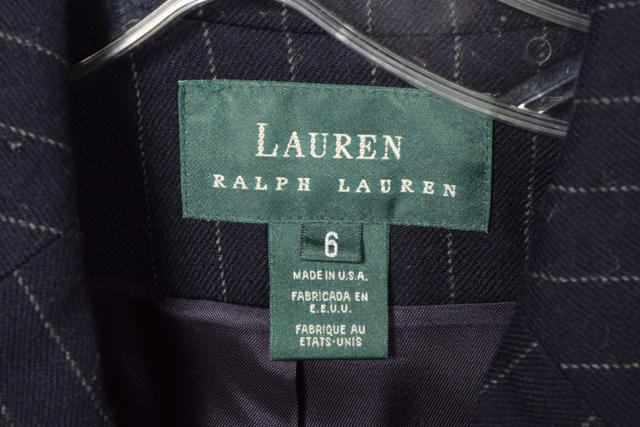 LAUREN
RALPH LAUREN
6
MADE IN U.S.A.
FABRICADA EN
E.E.U.U.
FABRIQUE AU
ETATS-UNIS